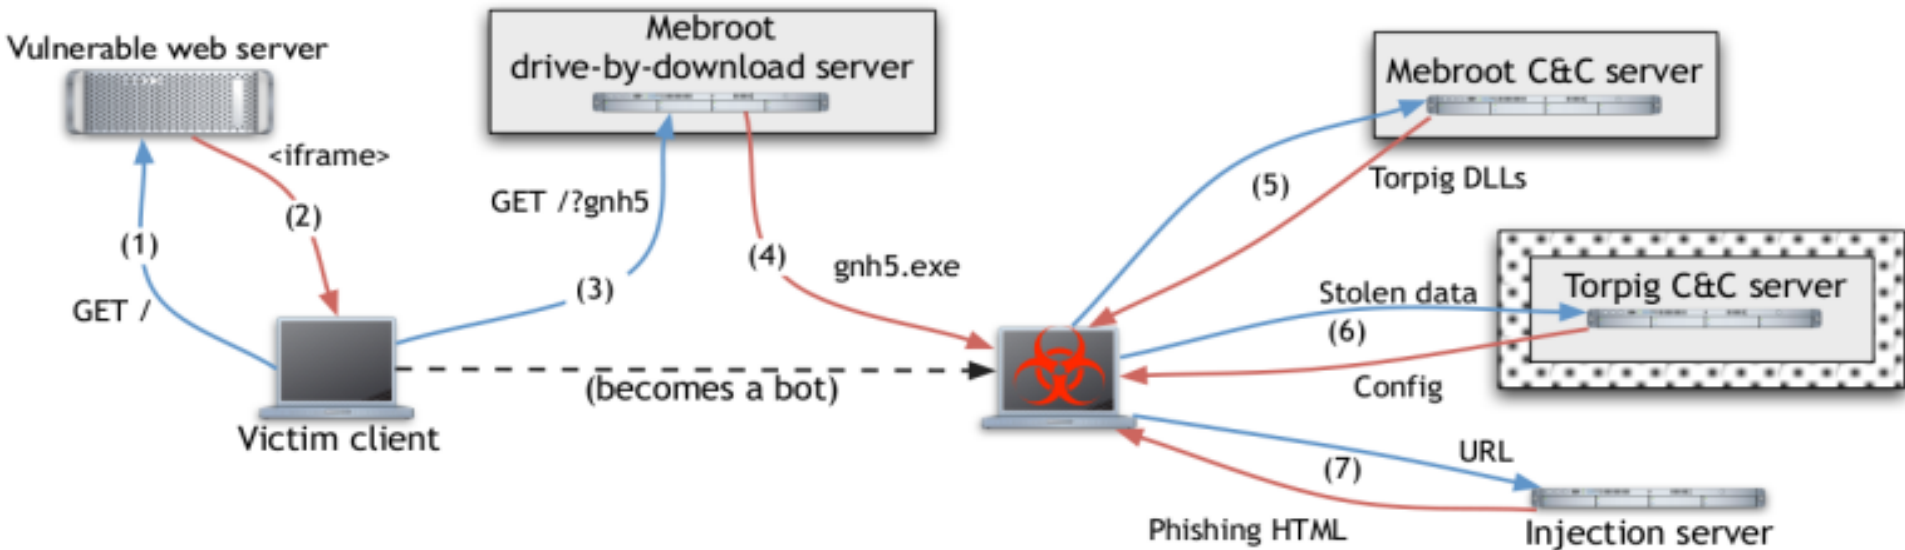 Vulnerable web server
<iframe>
(2)
(1)
GET /
Victim client
Mebroot
drive-by-download server
GET /?gnh5
(3)
(4)
gnh5.exe
(becomes a bot)
Mebroot C&C server
(5)
Torpig DLLs
Torpig C&C server
Stolen data
(6)
Config
URL
(7)
Phishing HTML
Injection server